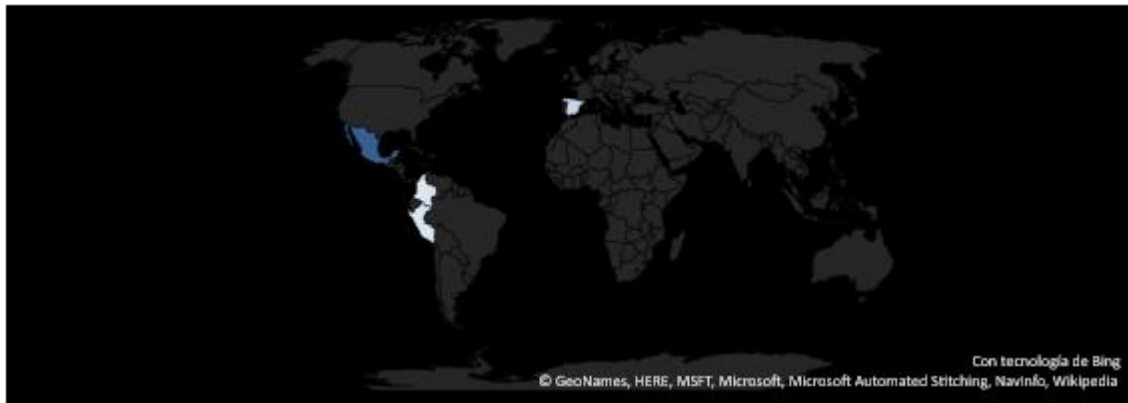 Con tecnología de Bing
© GeoNames, HERE, MSFT, Microsoft, Microsoft Automated Stitching, Navinfo, Wikipedia